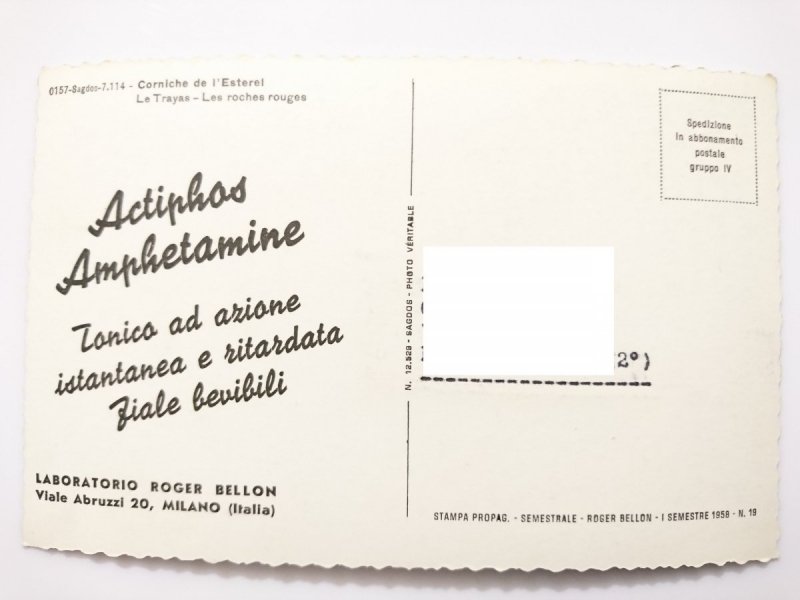 0157-Sagdos-7.114 - Corniche de l'Esterel
Le Trayas - Les roches rouges
Actiphos
Amphetamine
Tonico ad azione
istantanea e ritardata
Fiale bevibili
LABORATORIO ROGER BELLON
Viale Abruzzi 20, MILANO (Italia)
N. 12.529 - SAGDOS - PHOTO VÉRITABLE
Spedizione
in abbonamento
postale
gruppo IV
2°)
STAMPA PROPAG. - SEMESTRALE - ROGER BELLON - I SEMESTRE 1958 - N. 19